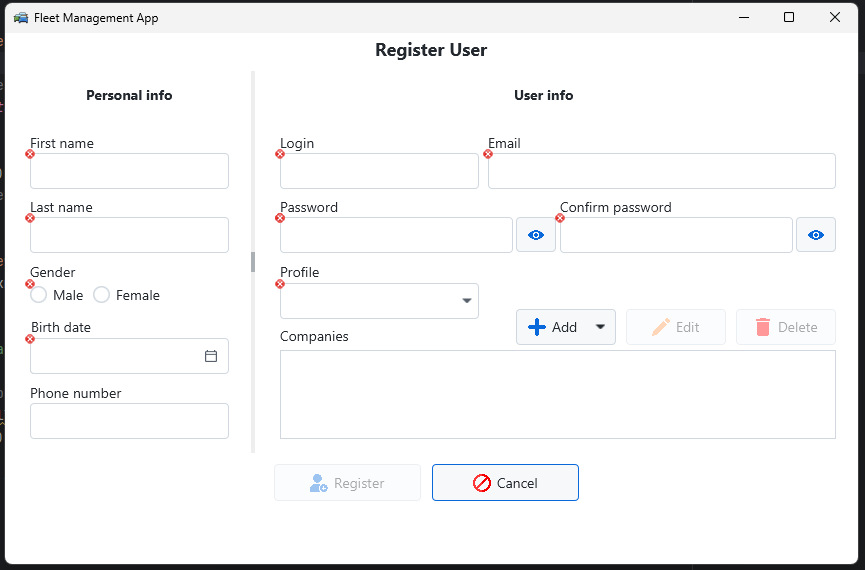 Fleet Management App
Register User
Personal info
First name
Last name
Gender
Male Female
Birth date
Phone number
User info
Login Email
Password Confirm password
Profile
Add Edit Delete
Companies
Register Cancel